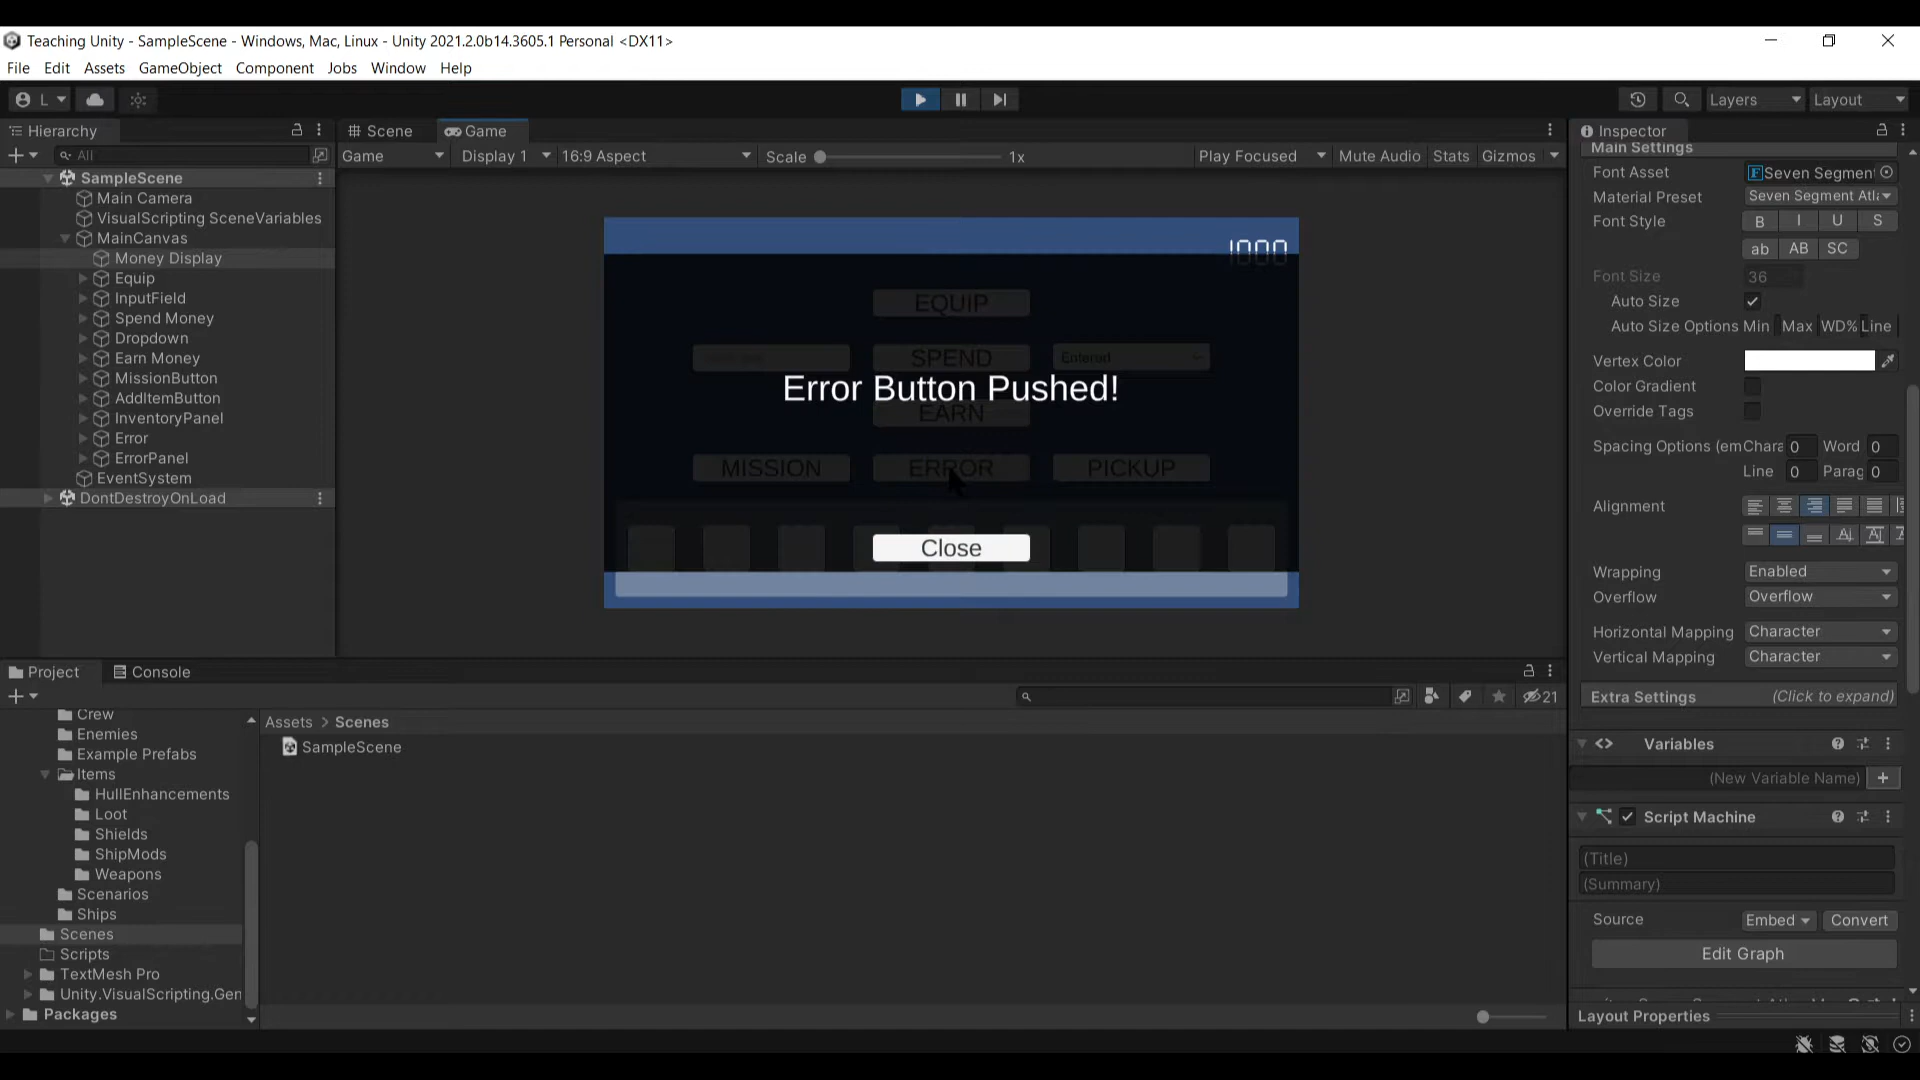 Teaching Unity - SampleScene - Windows, Mac, Linux - Unity 2021.2.0b14.3605.1 Personal <DX11>
File Edit Assets GameObject Component Jobs Window Help
L Layers Layout
Hierarchy Scene Game Inspector
All Game Display 1 16:9 Aspect Scale 1x Play Focused Mute Audio Stats Gizmos
SampleScene
Main Camera
VisualScripting SceneVariables
MainCanvas
Money Display
Equip
InputField
Spend Money
Dropdown
Earn Money
MissionButton
AddItemButton
InventoryPanel
Error
ErrorPanel
EventSystem
DontDestroyOnLoad
1000
EQUIP
SPEND Entered
Error Button Pushed!
EARN
MISSION ERROR PICKUP
Close
Main Settings
Font Asset F Seven Segmen
Material Preset Seven Segment Atla
Font Style B I U S
ab AB SC
Font Size 36
Auto Size
Auto Size Options Min Max WD% Line
Vertex Color
Color Gradient
Override Tags
Spacing Options (em Chara 0 Word 0
Line 0 Parag 0
Alignment
Wrapping Enabled
Overflow Overflow
Horizontal Mapping Character
Vertical Mapping Character
Extra Settings (Click to expand)
Variables
(New Variable Name) +
Script Machine
(Title)
(Summary)
Source Embed Convert
Edit Graph
Layout Properties
Project Console
21
Crew
Enemies
Example Prefabs
Items
HullEnhancements
Loot
Shields
ShipMods
Weapons
Scenarios
Ships
Scenes
Scripts
TextMesh Pro
Unity.VisualScripting.Gen
Packages
Assets > Scenes
SampleScene